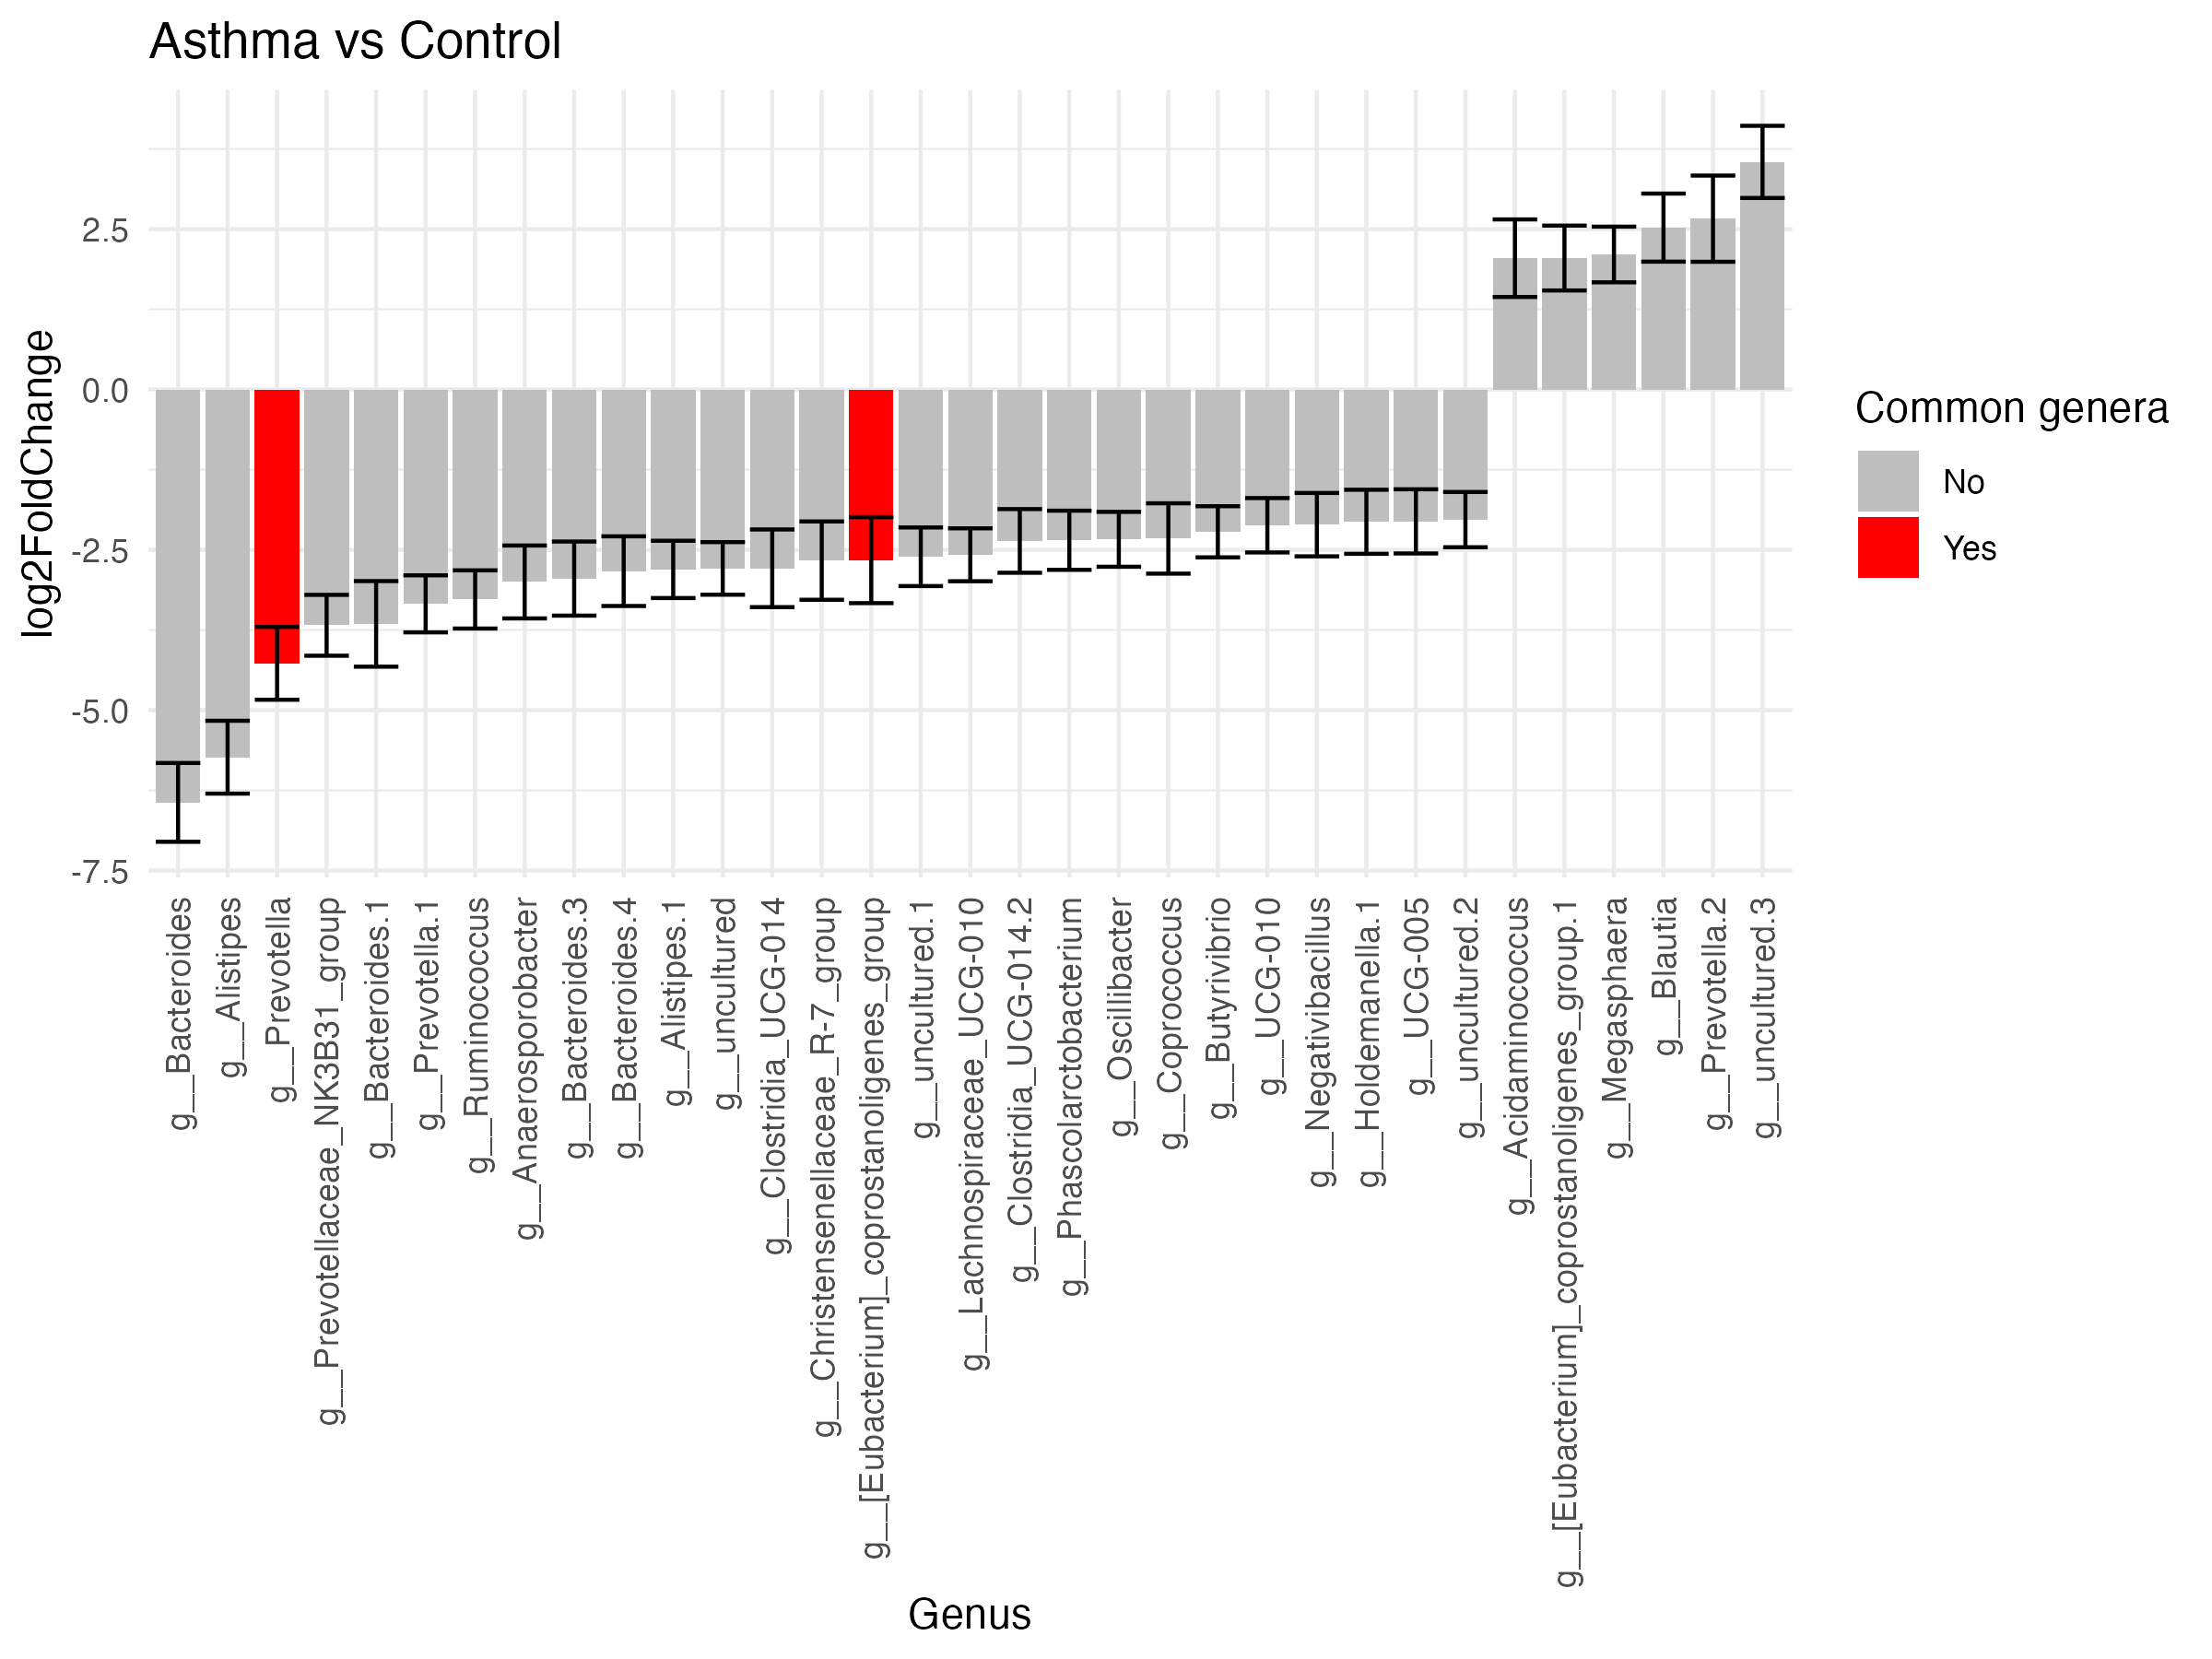 Asthma vs Control
log2FoldChange
2.5
0.0
-2.5
-5.0
-7.5
g__Bacteroides
g__Alistipes
g__Prevotella
g__Prevotellaceae_NK3B31_group
g__Bacteroides.1
g__Prevotella.1
g__Ruminococcus
g__Anaerosporobacter
g__Bacteroides.3
g__Bacteroides.4
g__Alistipes.1
g__uncultured
g__Clostridia_UCG-014
g__Christensenellaceae_R-7_group
g__[Eubacterium]_coprostanoligenes_group
g__uncultured.1
g__Lachnospiraceae_UCG-010
g__Clostridia_UCG-014.2
g__Phascolarctobacterium
g__Oscillibacter
g__Coprococcus
g__Butyrivibrio
g__UCG-010
g__Negativibacillus
g__Holdemanella.1
g__UCG-005
g__uncultured.2
g__Acidaminococcus
g__[Eubacterium]_coprostanoligenes_group.1
g__Megasphaera
g__Blautia
g__Prevotella.2
g__uncultured.3
Genus
Common genera
No
Yes